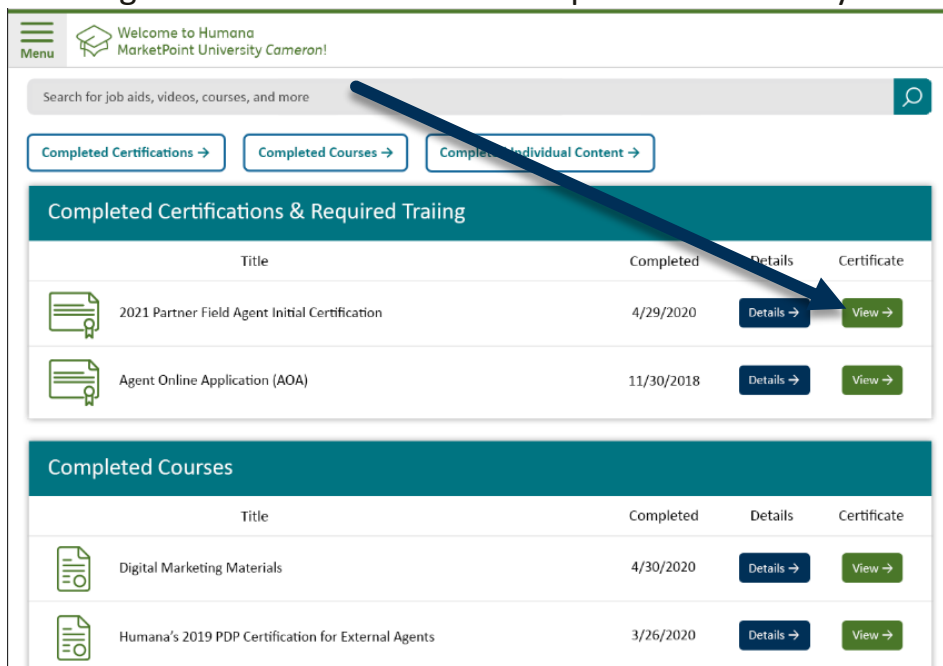 Welcome to Humana
Menu MarketPoint University Cameron!
Search for job aids, videos, courses, and more
Completed Certifications → Completed Courses → Individual Content →
Completed Certifications & Required Traiing
Title Completed Details Certificate
2021 Partner Field Agent Initial Certification 4/29/2020 Details → View →
Agent Online Application (AOA) 11/30/2018 Details → View →
Completed Courses
Title Completed Details Certificate
Digital Marketing Materials 4/30/2020 Details → View →
Humana's 2019 PDP Certification for External Agents 3/26/2020 Details → View →